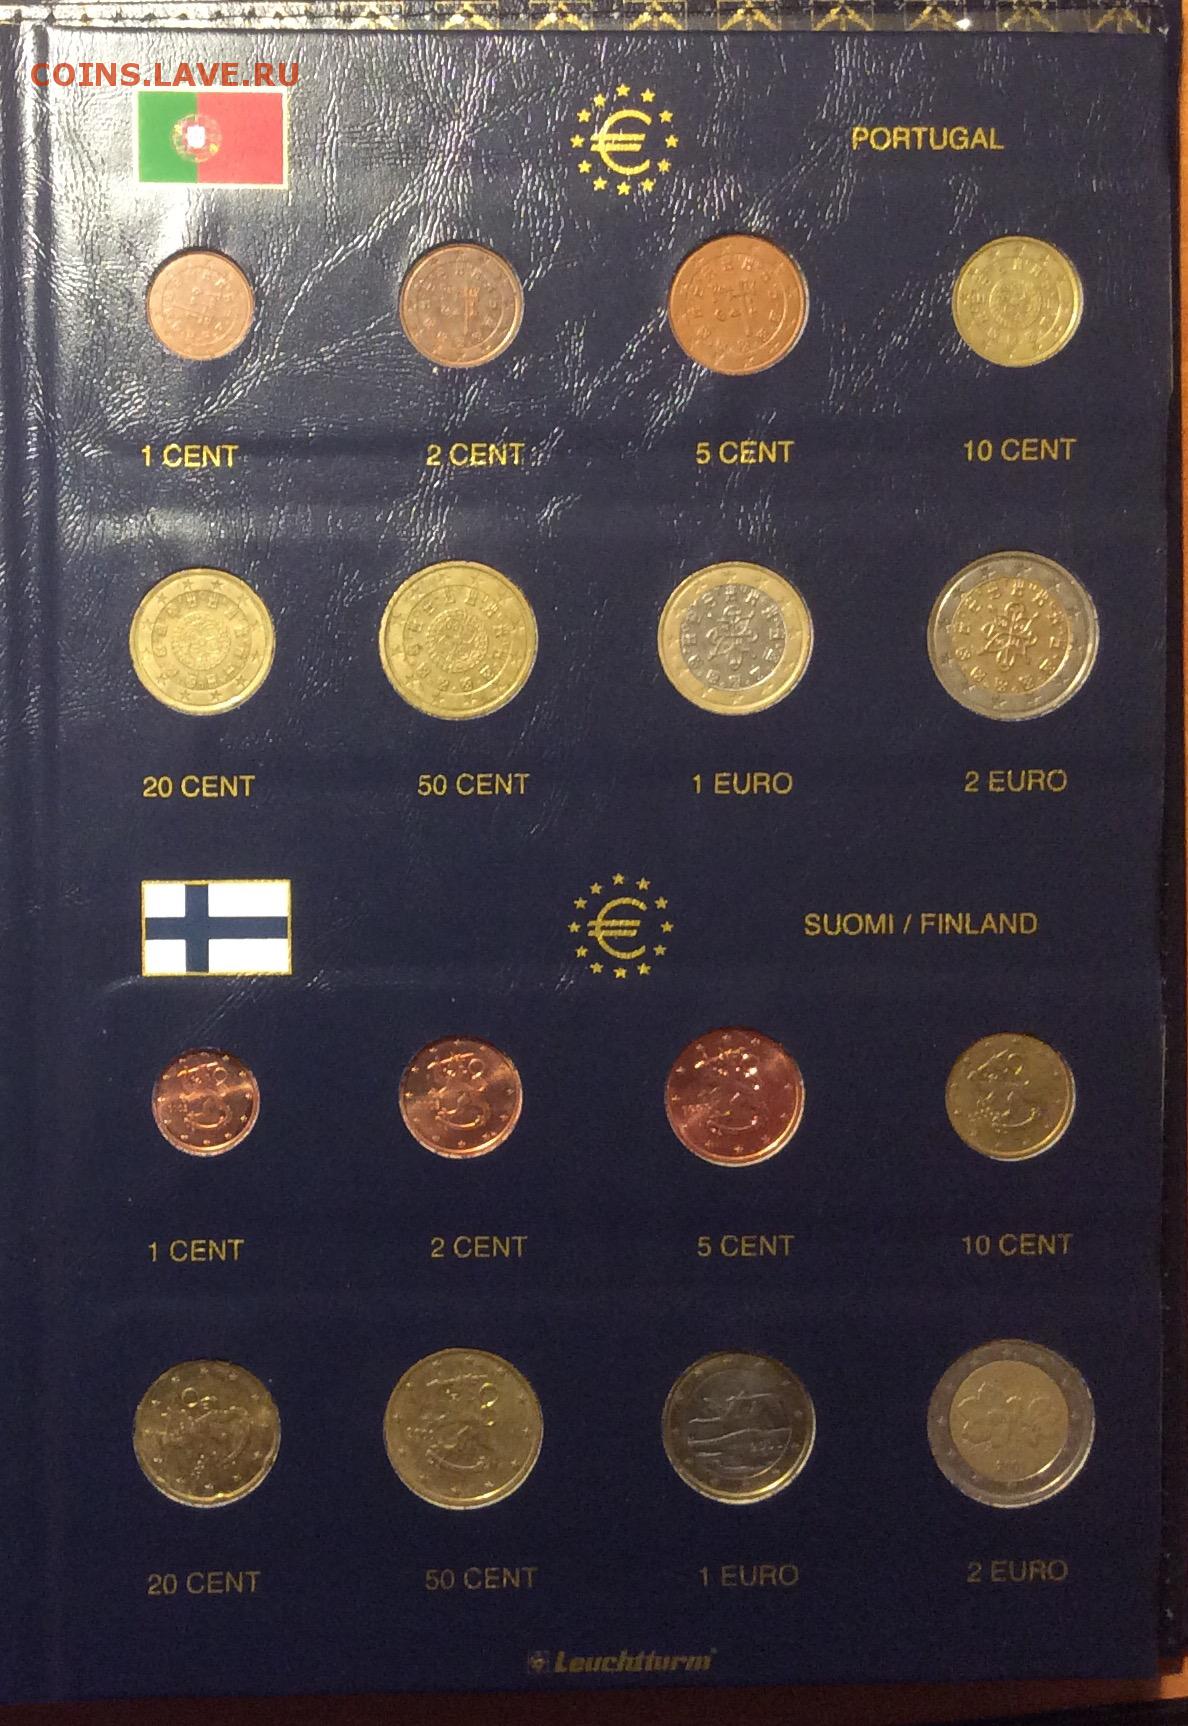 COINS.LAVE.RU
PORTUGAL
1 CENT 2 CENT 5 CENT 10 CENT
20 CENT 50 CENT 1 EURO 2 EURO
SUOMI / FINLAND
1 CENT 2 CENT 5 CENT 10 CENT
20 CENT 50 CENT 1 EURO 2 EURO
Leuchtturm